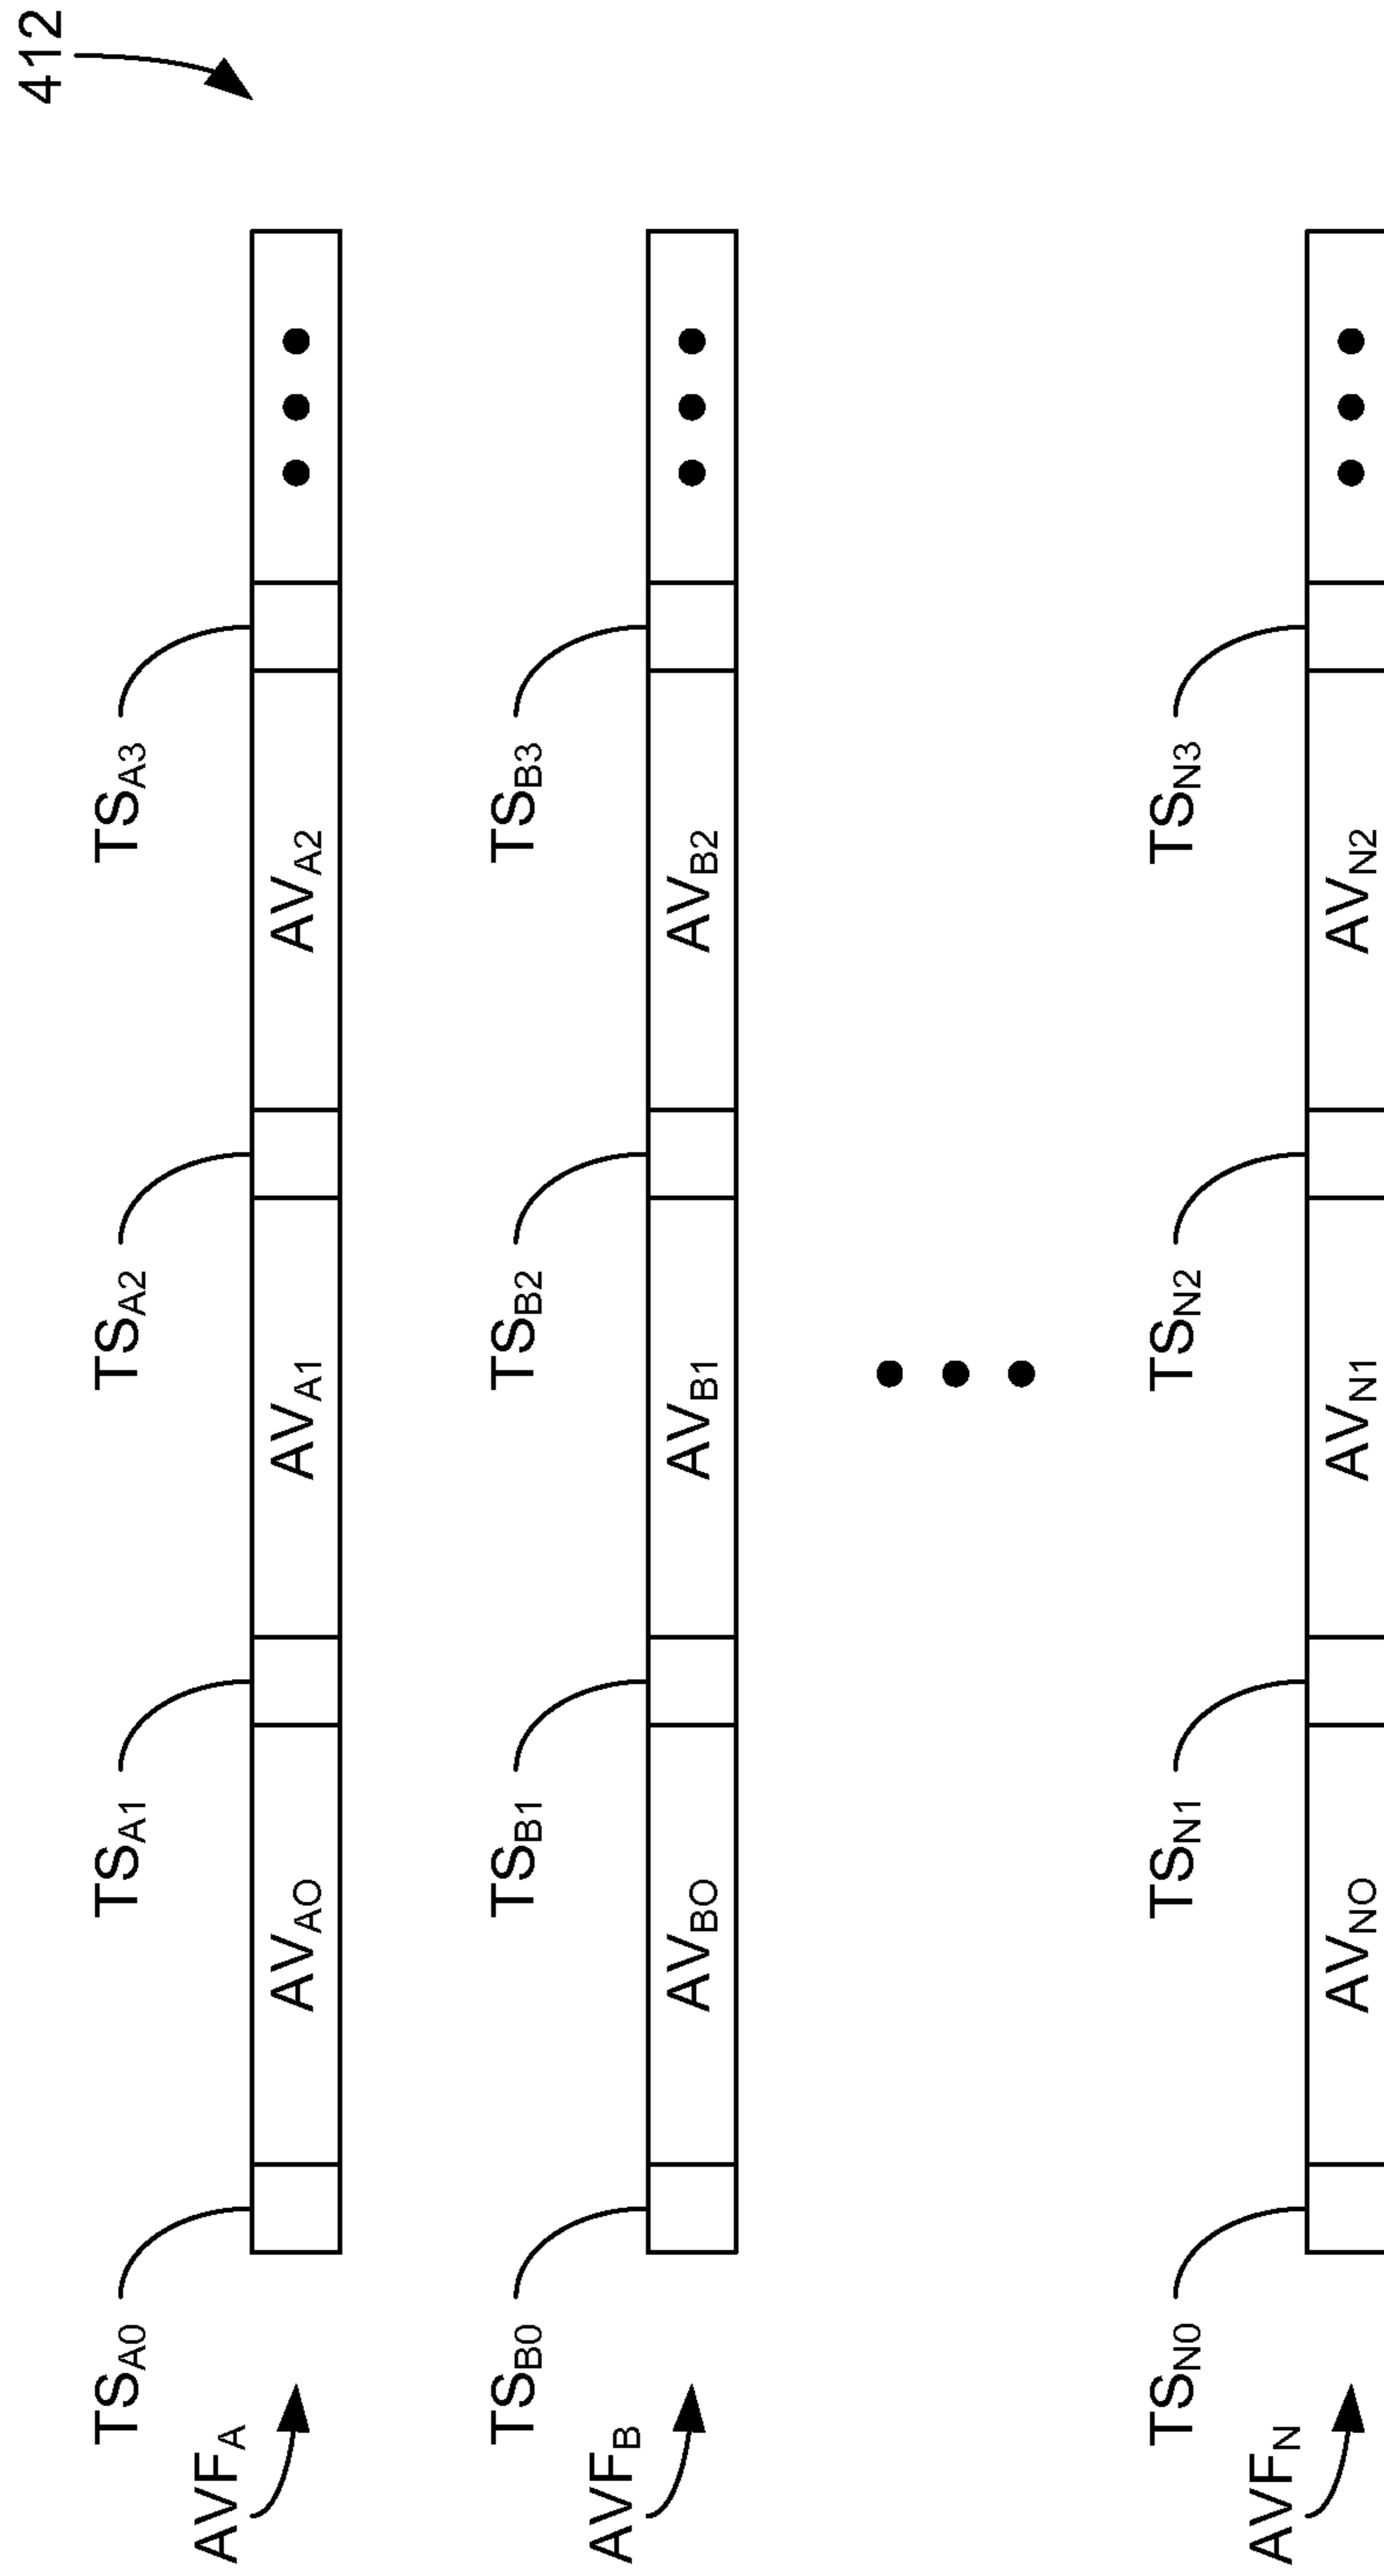 412
TSA0 TSA1 TSA2 TSA3
AVFA
AVAO AVA1 AVA2
TSB0 TSB1 TSB2 TSB3
AVFB
AVBO AVB1 AVB2
TSN0 TSN1 TSN2 TSN3
AVFN
AVNO AVN1 AVN2